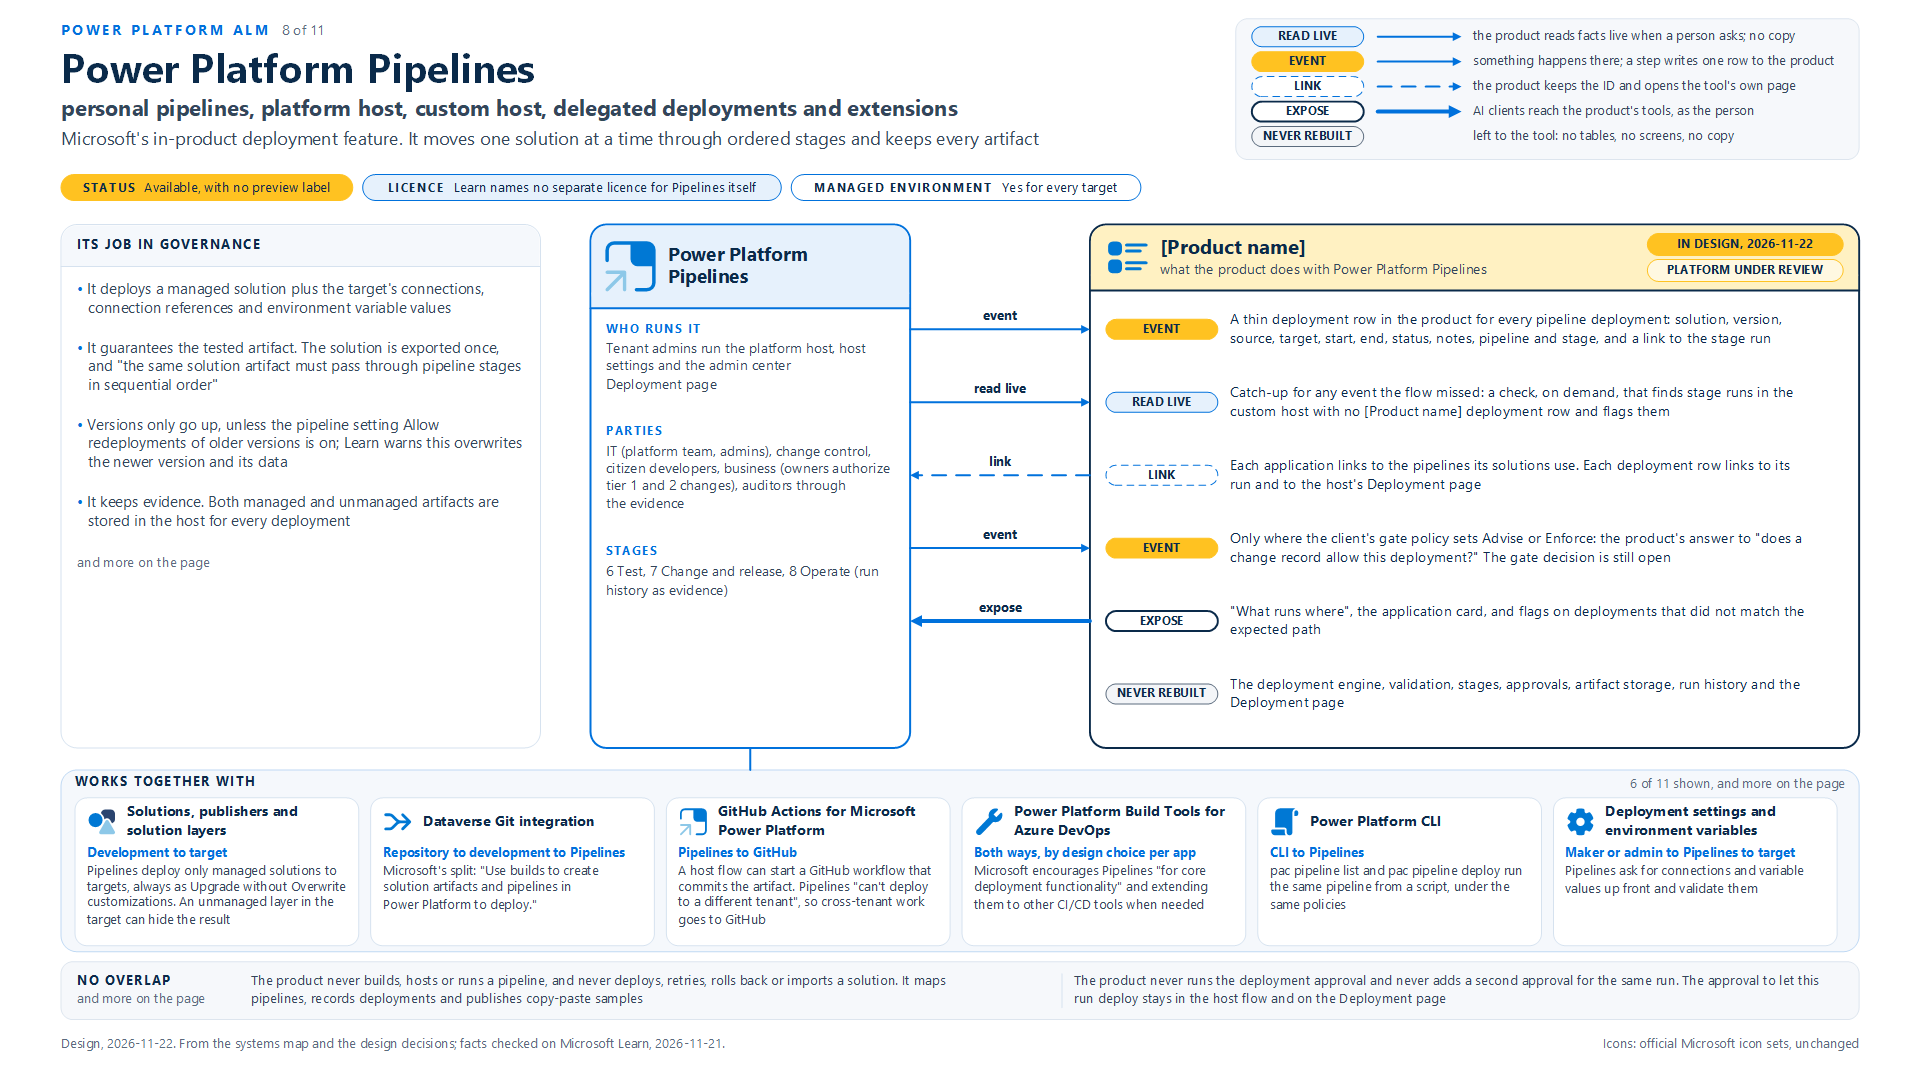 POWER PLATFORM ALM 8 of 11
Power Platform Pipelines
personal pipelines, platform host, custom host, delegated deployments and extensions
Microsoft's in-product deployment feature. It moves one solution at a time through ordered stages and keeps every artifact
READ LIVE the product reads facts live when a person asks; no copy
EVENT something happens there; a step writes one row to the product
LINK the product keeps the ID and opens the tool's own page
EXPOSE AI clients reach the product's tools, as the person
NEVER REBUILT left to the tool: no tables, no screens, no copy
STATUS Available, with no preview label
LICENCE Learn names no separate licence for Pipelines itself
MANAGED ENVIRONMENT Yes for every target
ITS JOB IN GOVERNANCE
• It deploys a managed solution plus the target's connections,
connection references and environment variable values
• It guarantees the tested artifact. The solution is exported once,
and "the same solution artifact must pass through pipeline stages
in sequential order"
• Versions only go up, unless the pipeline setting Allow
redeployments of older versions is on; Learn warns this overwrites
the newer version and its data
• It keeps evidence. Both managed and unmanaged artifacts are
stored in the host for every deployment
and more on the page
Power Platform
Pipelines
WHO RUNS IT
Tenant admins run the platform host, host
settings and the admin center
Deployment page
PARTIES
IT (platform team, admins), change control,
citizen developers, business (owners authorize
tier 1 and 2 changes), auditors through
the evidence
STAGES
6 Test, 7 Change and release, 8 Operate (run
history as evidence)
event
read live
link
event
expose
[Product name]
what the product does with Power Platform Pipelines
IN DESIGN, 2026-11-22
PLATFORM UNDER REVIEW
EVENT
A thin deployment row in the product for every pipeline deployment: solution, version,
source, target, start, end, status, notes, pipeline and stage, and a link to the stage run
READ LIVE
Catch-up for any event the flow missed: a check, on demand, that finds stage runs in the
custom host with no [Product name] deployment row and flags them
LINK
Each application links to the pipelines its solutions use. Each deployment row links to its
run and to the host's Deployment page
EVENT
Only where the client's gate policy sets Advise or Enforce: the product's answer to "does a
change record allow this deployment?" The gate decision is still open
EXPOSE
"What runs where", the application card, and flags on deployments that did not match the
expected path
NEVER REBUILT
The deployment engine, validation, stages, approvals, artifact storage, run history and the
Deployment page
WORKS TOGETHER WITH
6 of 11 shown, and more on the page
Solutions, publishers and
solution layers
Development to target
Pipelines deploy only managed solutions to
targets, always as Upgrade without Overwrite
customizations. An unmanaged layer in the
target can hide the result
Dataverse Git integration
Repository to development to Pipelines
Microsoft's split: "Use builds to create
solution artifacts and pipelines in
Power Platform to deploy."
GitHub Actions for Microsoft
Power Platform
Pipelines to GitHub
A host flow can start a GitHub workflow that
commits the artifact. Pipelines "can't deploy
to a different tenant", so cross-tenant work
goes to GitHub
Power Platform Build Tools for
Azure DevOps
Both ways, by design choice per app
Microsoft encourages Pipelines "for core
deployment functionality" and extending
them to other CI/CD tools when needed
Power Platform CLI
CLI to Pipelines
pac pipeline list and pac pipeline deploy run
the same pipeline from a script, under the
same policies
Deployment settings and
environment variables
Maker or admin to Pipelines to target
Pipelines ask for connections and variable
values up front and validate them
NO OVERLAP
and more on the page
The product never builds, hosts or runs a pipeline, and never deploys, retries, rolls back or imports a solution. It maps
pipelines, records deployments and publishes copy-paste samples
The product never runs the deployment approval and never adds a second approval for the same run. The approval to let this
run deploy stays in the host flow and on the Deployment page
Design, 2026-11-22. From the systems map and the design decisions; facts checked on Microsoft Learn, 2026-11-21.
Icons: official Microsoft icon sets, unchanged